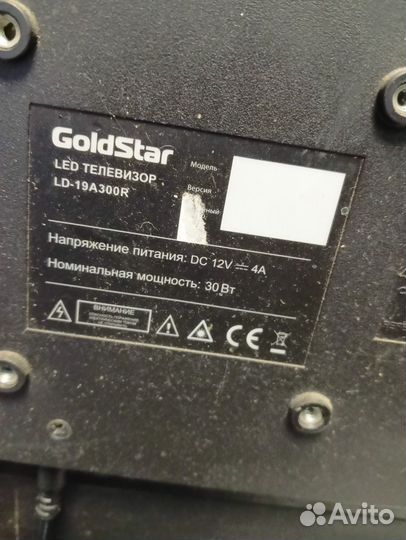 GoldStar
LED ТЕЛЕВИЗОР
LD-19A300R
Модель
Версия
Напряжение питания: DC 12V ⎓ 4A
Номинальная мощность: 30 Вт
ВНИМАНИЕ
CE
Avito